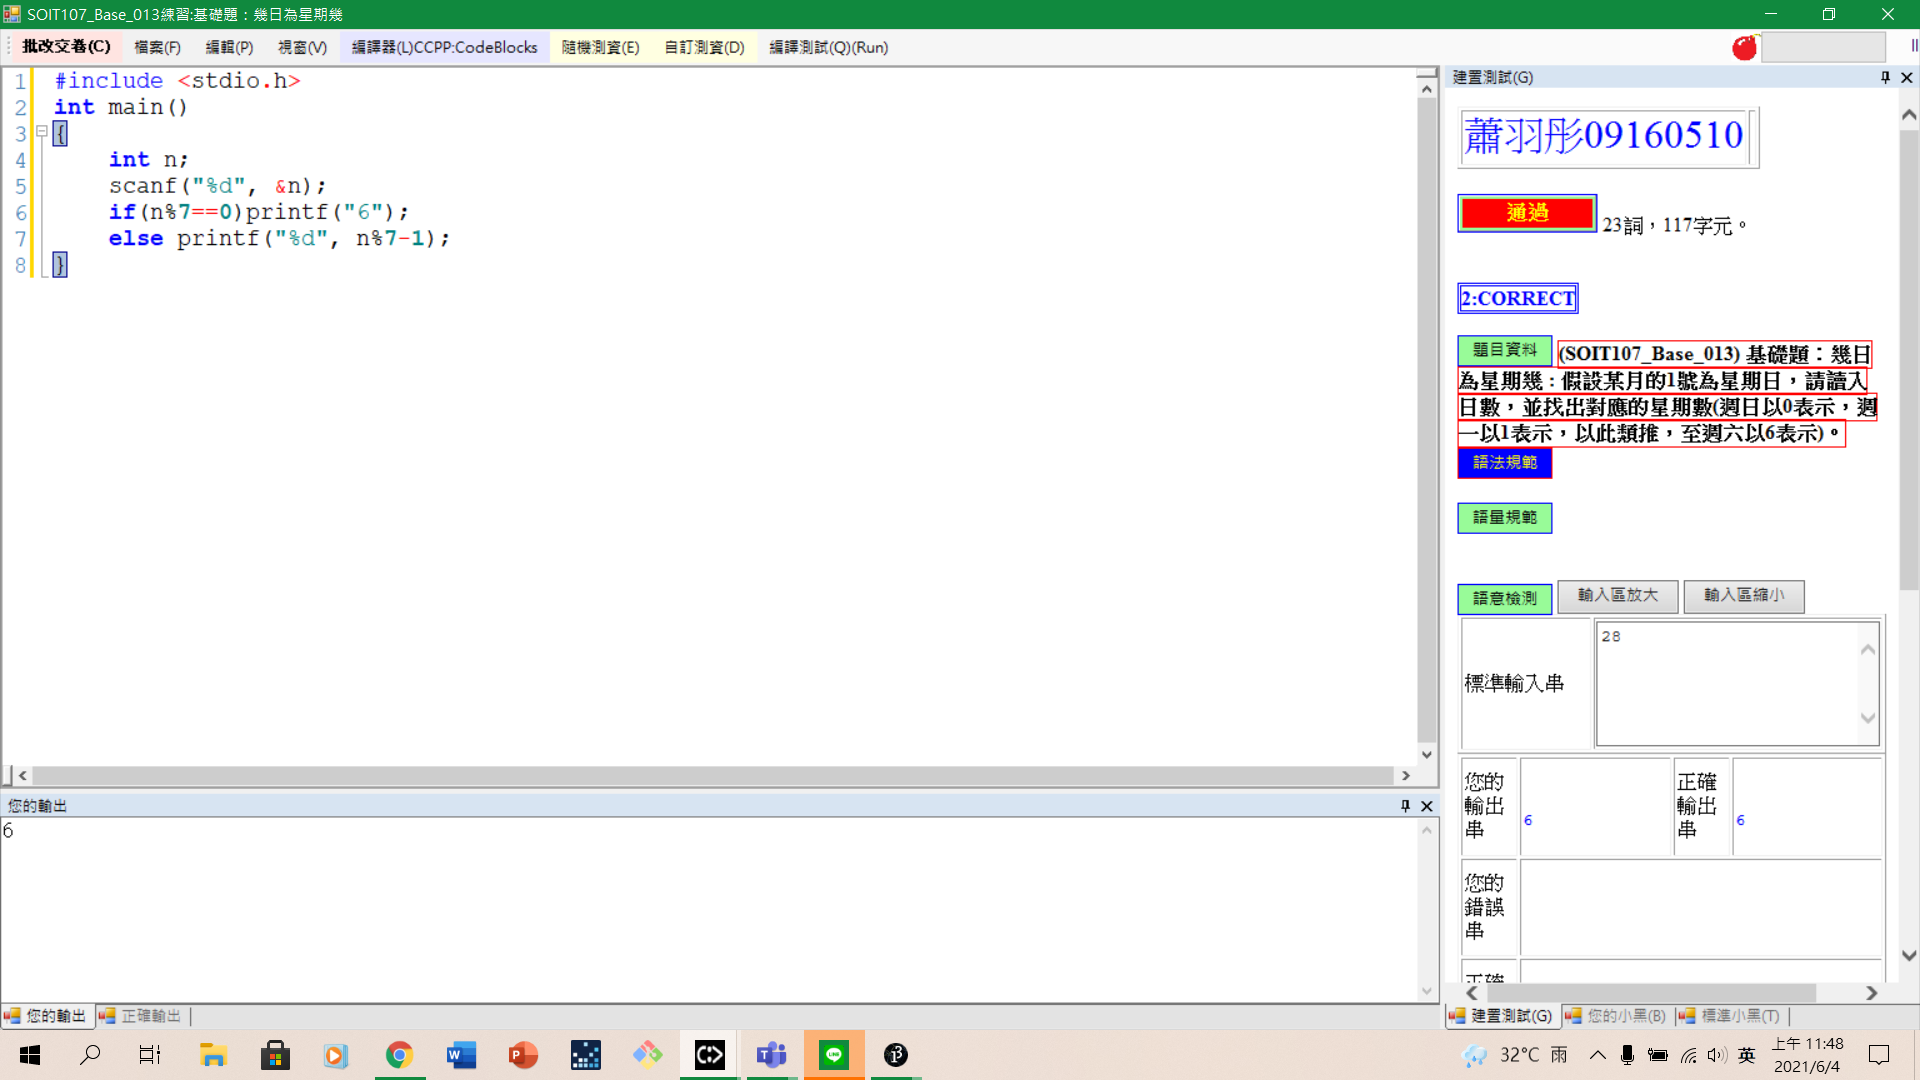 SOIT107_Base_013練習:基礎題：幾日為星期幾
批改交卷(C) 檔案(F) 編輯(P) 視窗(V) 編譯器(L)CCPP:CodeBlocks 隨機測資(E) 自訂測資(D) 編譯測試(Q)(Run)
1 #include <stdio.h>
2 int main()
3 {
4 int n;
5 scanf("%d", &n);
6 if(n%7==0)printf("6");
7 else printf("%d", n%7-1);
8 }
您的輸出
6
您的輸出 正確輸出
建置測試(G)
蕭羽彤09160510
通過 23詞，117字元。
2:CORRECT
題目資料 (SOIT107_Base_013) 基礎題：幾日
為星期幾：假設某月的1號為星期日，請讀入
日數，並找出對應的星期數(週日以0表示，週
一以1表示，以此類推，至週六以6表示)。
語法規範
語量規範
語意檢測 輸入區放大 輸入區縮小
標準輸入串 28
您的輸出串 6 正確輸出串 6
您的錯誤串
正確
建置測試(G) 您的小黑(B) 標準小黑(T)
32°C 雨 英 上午 11:48
2021/6/4